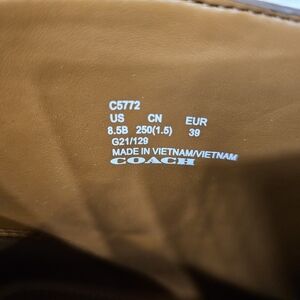 C5772
US CN EUR
8.5B 250(1.5) 39
G21/129
MADE IN VIETNAM/VIETNAM
COACH